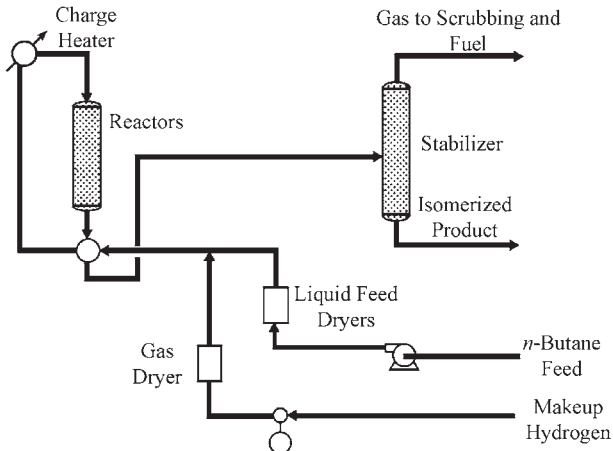 Charge
Heater
Gas to Scrubbing and
Fuel
Reactors
Stabilizer
Isomerized
Product
Liquid Feed
Dryers
Gas
Dryer
n-Butane
Feed
Makeup
Hydrogen